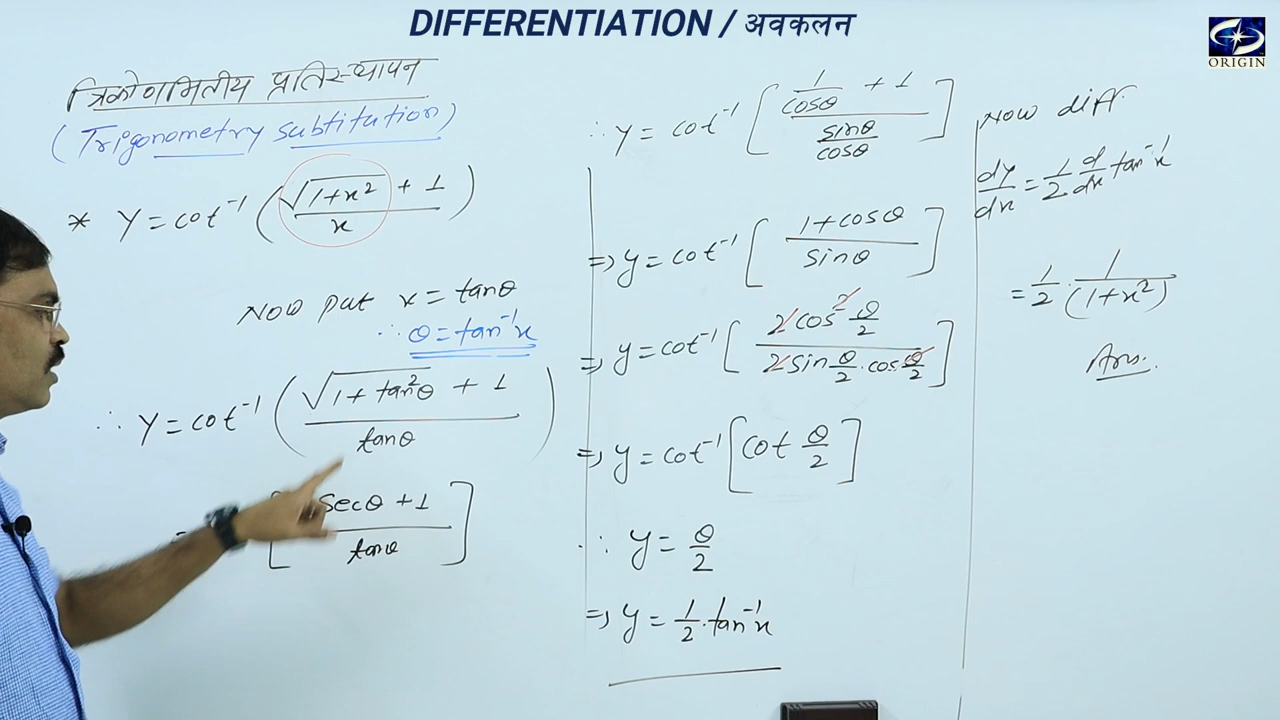 DIFFERENTIATION / अवकलन
ORIGIN
त्रिकोणमितीय प्रतिस्थापन
(Trigonometry subtitution)
* Y = cot⁻¹ (√(1+x²) + 1 / x)
Now put x = tanθ
∴ θ = tan⁻¹x
∴ Y = cot⁻¹ (√(1 + tan²θ) + 1 / tanθ)
[secθ + 1 / tanθ]
∴ Y = cot⁻¹ [1/cosθ + 1 / sinθ/cosθ]
⇒ y = cot⁻¹ [1 + cosθ / sinθ]
⇒ y = cot⁻¹ [2cos² θ/2 / 2sin θ/2 · cos θ/2]
⇒ y = cot⁻¹ [cot θ/2]
∴ y = θ/2
⇒ y = 1/2 · tan⁻¹x
Now diff.
dy/dx = 1/2 d/dx tan⁻¹x
= 1/2 · 1/(1+x²)
Ans.